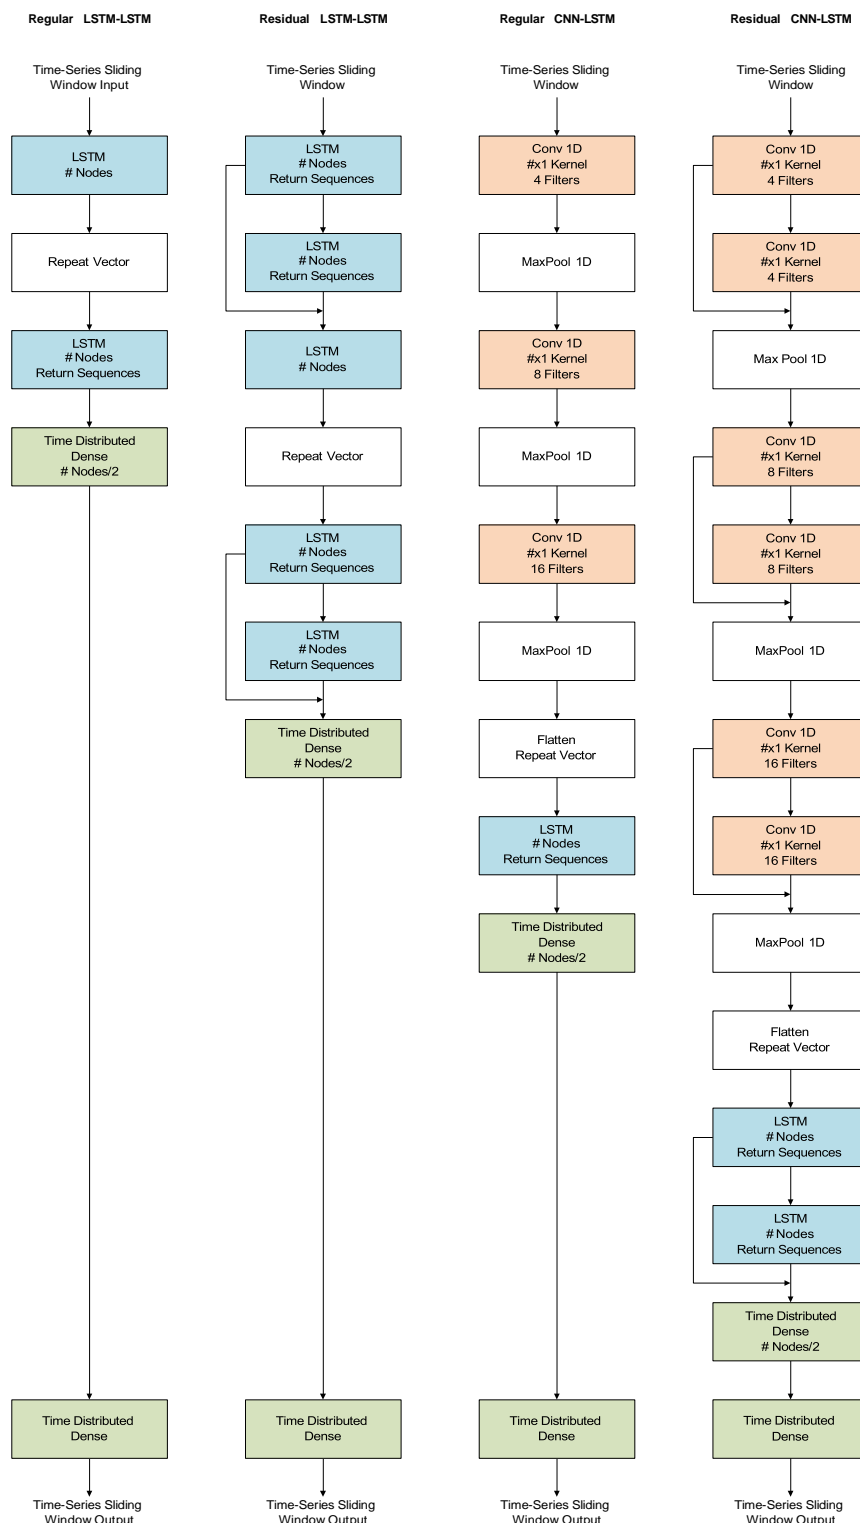 Regular LSTM-LSTM
Time-Series Sliding
Window Input
LSTM
# Nodes
Repeat Vector
LSTM
# Nodes
Return Sequences
Time Distributed
Dense
# Nodes/2
Time Distributed
Dense
Time-Series Sliding
Window Output
Residual LSTM-LSTM
Time-Series Sliding
Window
LSTM
# Nodes
Return Sequences
LSTM
# Nodes
Return Sequences
LSTM
# Nodes
Repeat Vector
LSTM
# Nodes
Return Sequences
LSTM
# Nodes
Return Sequences
Time Distributed
Dense
# Nodes/2
Time Distributed
Dense
Time-Series Sliding
Window Output
Regular CNN-LSTM
Time-Series Sliding
Window
Conv 1D
#x1 Kernel
4 Filters
MaxPool 1D
Conv 1D
#x1 Kernel
8 Filters
MaxPool 1D
Conv 1D
#x1 Kernel
16 Filters
MaxPool 1D
Flatten
Repeat Vector
LSTM
# Nodes
Return Sequences
Time Distributed
Dense
# Nodes/2
Time Distributed
Dense
Time-Series Sliding
Window Output
Residual CNN-LSTM
Time-Series Sliding
Window
Conv 1D
#x1 Kernel
4 Filters
Conv 1D
#x1 Kernel
4 Filters
Max Pool 1D
Conv 1D
#x1 Kernel
8 Filters
Conv 1D
#x1 Kernel
8 Filters
MaxPool 1D
Conv 1D
#x1 Kernel
16 Filters
Conv 1D
#x1 Kernel
16 Filters
MaxPool 1D
Flatten
Repeat Vector
LSTM
# Nodes
Return Sequences
LSTM
# Nodes
Return Sequences
Time Distributed
Dense
# Nodes/2
Time Distributed
Dense
Time-Series Sliding
Window Output